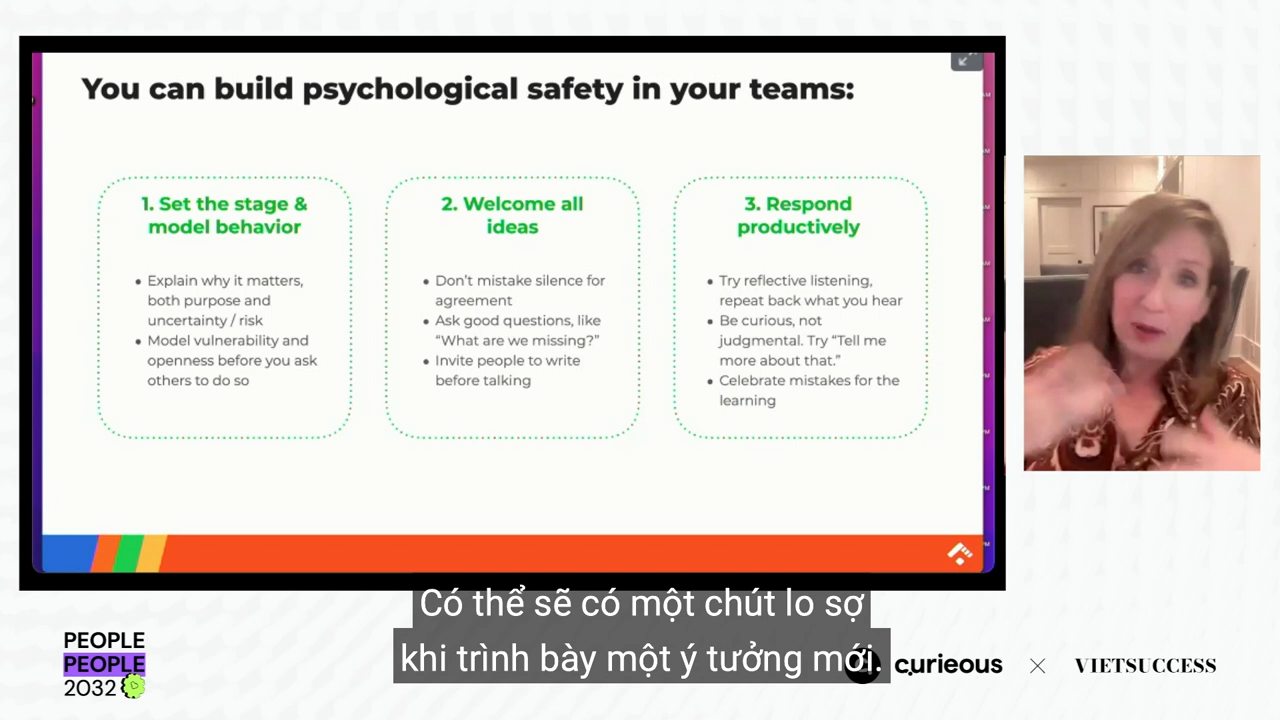 You can build psychological safety in your teams:
1. Set the stage &
model behavior
• Explain why it matters,
both purpose and
uncertainty / risk
• Model vulnerability and
openness before you ask
others to do so
2. Welcome all
ideas
• Don't mistake silence for
agreement
• Ask good questions, like
“What are we missing?”
• Invite people to write
before talking
3. Respond
productively
• Try reflective listening,
repeat back what you hear
• Be curious, not
judgmental. Try “Tell me
more about that.”
• Celebrate mistakes for the
learning
Có thể sẽ có một chút lo sợ
khi trình bày một ý tưởng mới.
PEOPLE
PEOPLE
2032
curieous × VIETSUCCESS